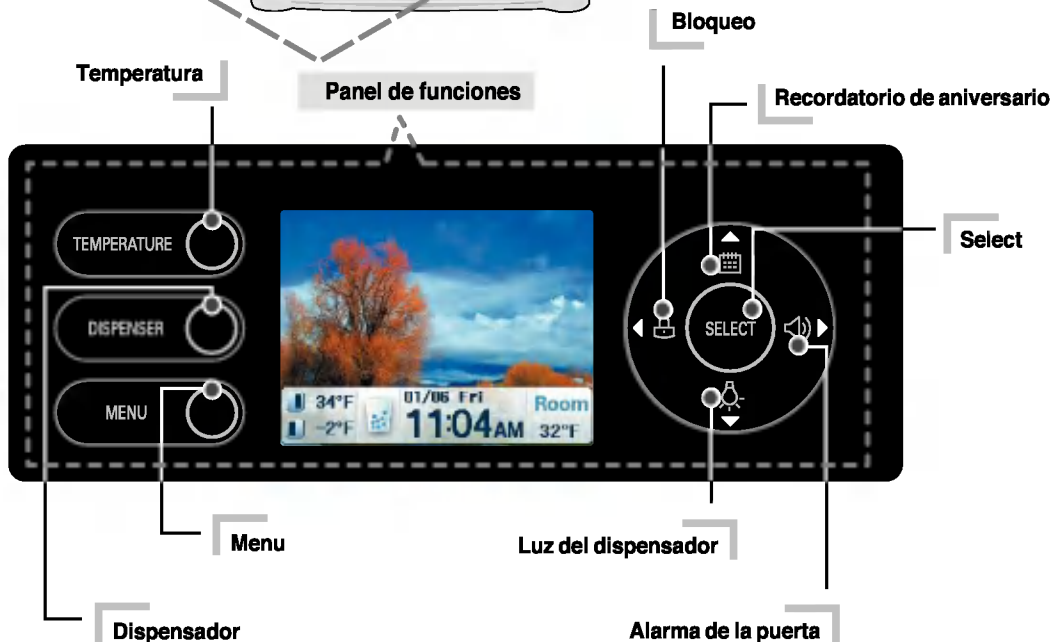 Bloqueo
Temperatura
Panel de funciones
Recordatorio de aniversario
TEMPERATURE
Select
DISPENSER
SELECT
MENU
34°F
01/06 Fri
Room
-2°F
11:04AM
32°F
Menu
Luz del dispensador
Dispensador
Alarma de la puerta